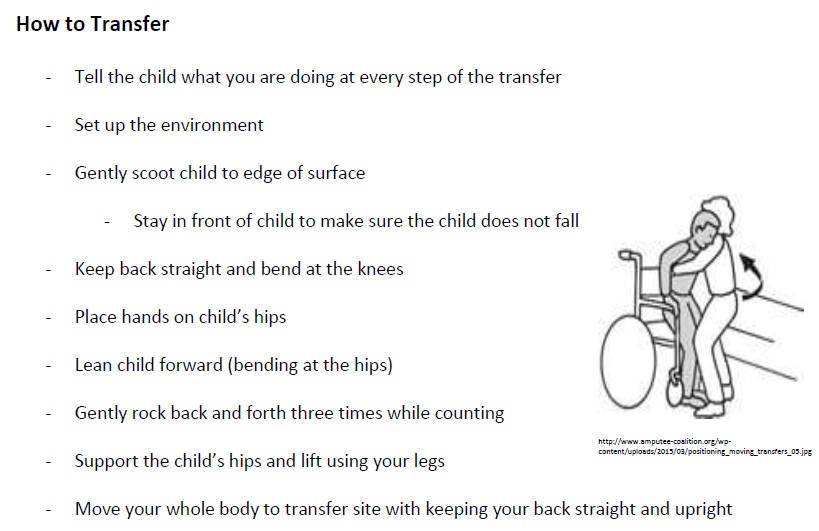 How to Transfer
- Tell the child what you are doing at every step of the transfer
- Set up the environment
- Gently scoot child to edge of surface
- Stay in front of child to make sure the child does not fall
- Keep back straight and bend at the knees
- Place hands on child's hips
- Lean child forward (bending at the hips)
- Gently rock back and forth three times while counting
- Support the child's hips and lift using your legs
- Move your whole body to transfer site with keeping your back straight and upright
http://www.amputee-coalition.org/wp-
content/uploads/2015/03/positioning_moving_transfers_05.jpg